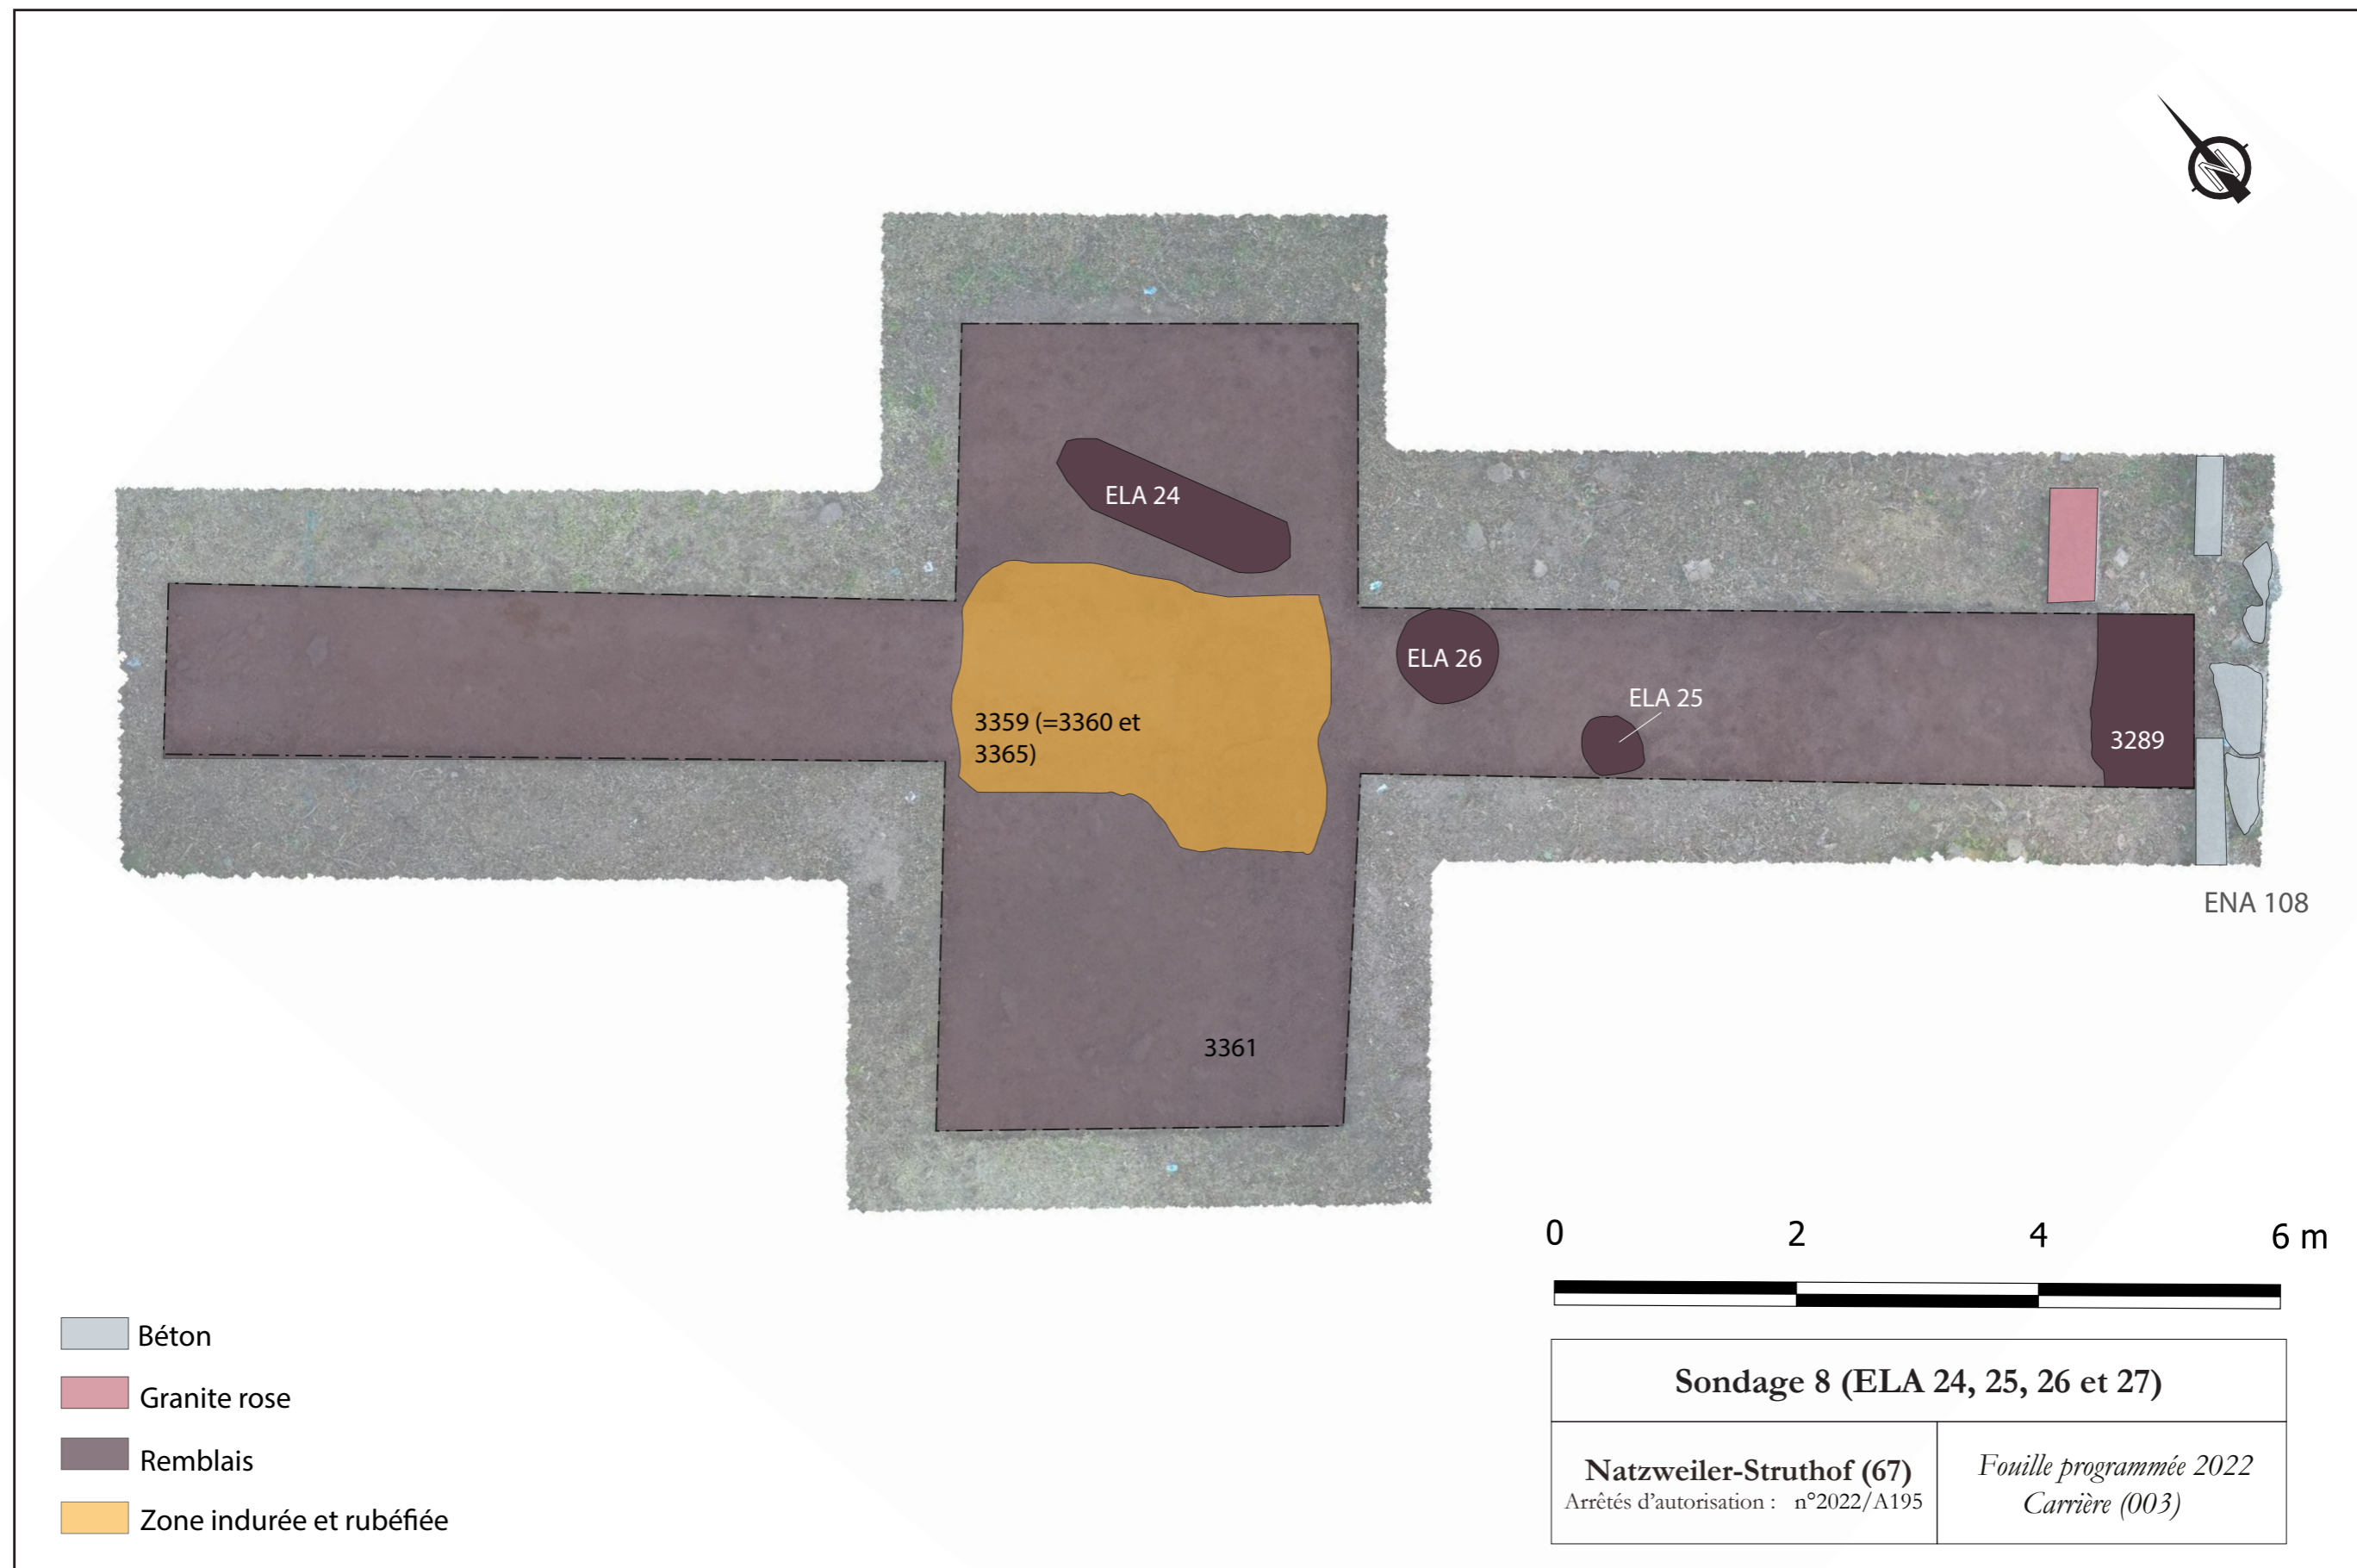 N
ELA 24
ELA 26
ELA 25
3359 (=3360 et
3365)
3289
ENA 108
3361
0 2 4 6 m
Béton
Granite rose
Remblais
Zone indurée et rubéfiée
Sondage 8 (ELA 24, 25, 26 et 27)
Natzweiler-Struthof (67)
Arrêtés d'autorisation : n°2022/A195
Fouille programmée 2022
Carrière (003)